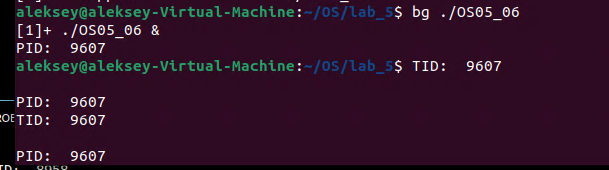 aleksey@aleksey-Virtual-Machine:~/OS/lab_5$ bg ./OS05_06
[1]+ ./OS05_06 &
PID:  9607
aleksey@aleksey-Virtual-Machine:~/OS/lab_5$ TID:  9607
PID:  9607
TID:  9607
PID:  9607